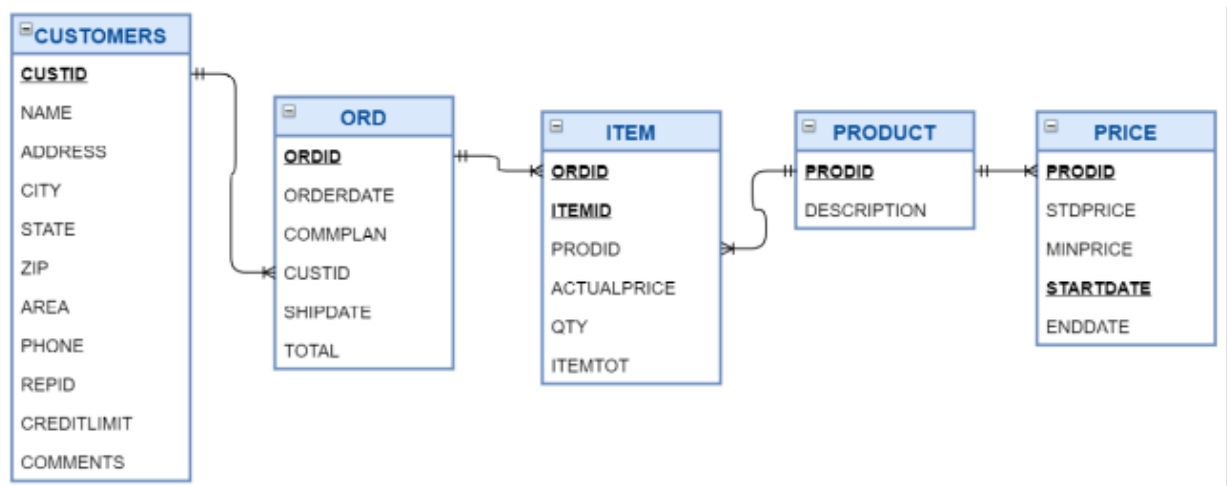 CUSTOMERS
CUSTID
NAME
ADDRESS
CITY
STATE
ZIP
AREA
PHONE
REPID
CREDITLIMIT
COMMENTS
ORD
ORDID
ORDERDATE
COMMPLAN
CUSTID
SHIPDATE
TOTAL
ITEM
ORDID
ITEMID
PRODID
ACTUALPRICE
QTY
ITEMTOT
PRODUCT
PRODID
DESCRIPTION
PRICE
PRODID
STDPRICE
MINPRICE
STARTDATE
ENDDATE